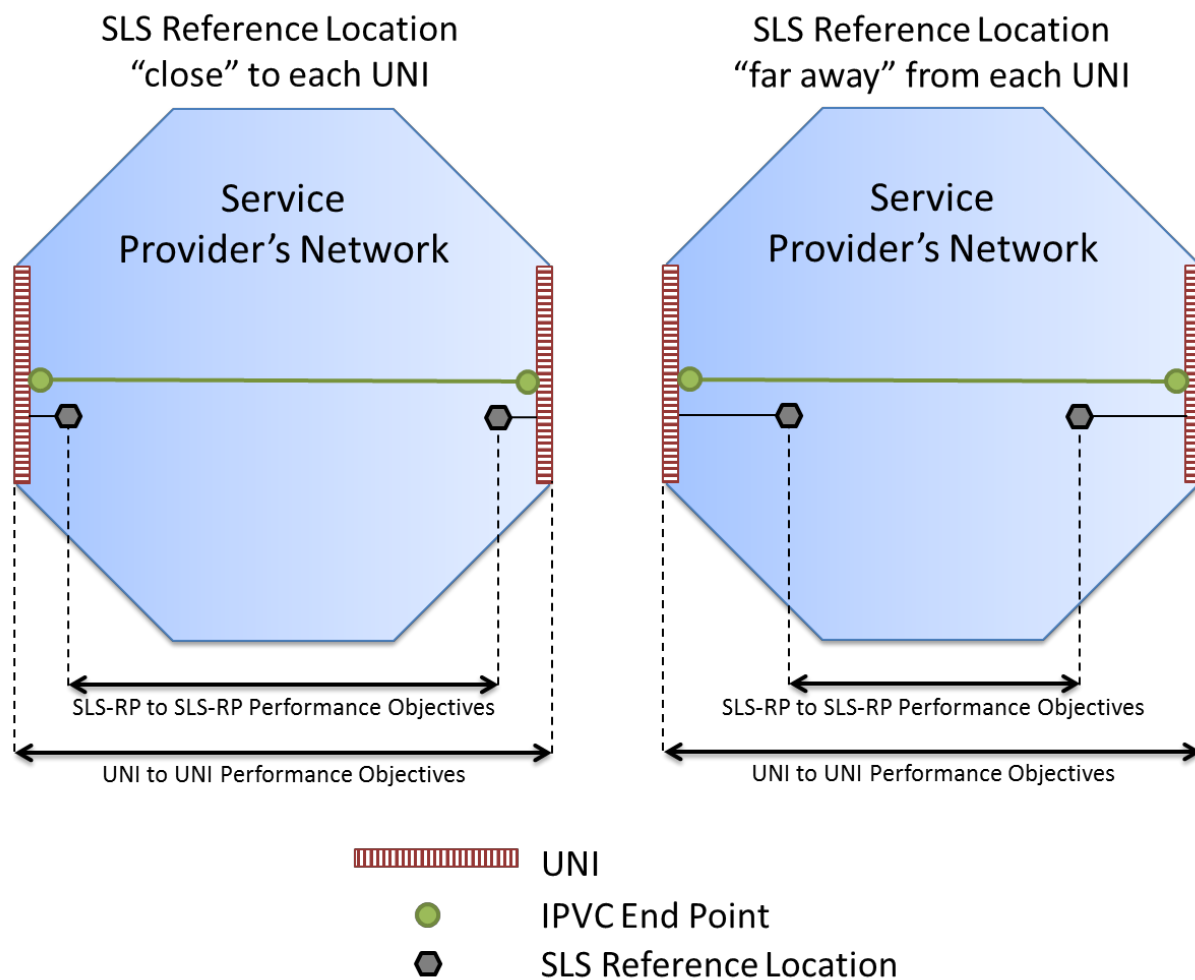 SLS Reference Location
“close” to each UNI
SLS Reference Location
“far away” from each UNI
Service
Provider’s Network
Service
Provider’s Network
SLS-RP to SLS-RP Performance Objectives
UNI to UNI Performance Objectives
SLS-RP to SLS-RP Performance Objectives
UNI to UNI Performance Objectives
UNI
IPVC End Point
SLS Reference Location